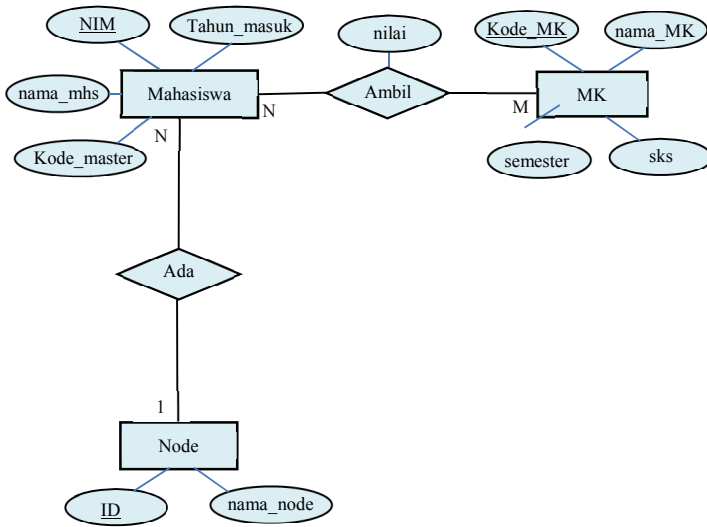 NIM
Tahun_masuk
nilai
Kode_MK
nama_MK
nama_mhs
Mahasiswa
N
Ambil
M
MK
N
Kode_master
semester
sks
Ada
1
Node
ID
nama_node